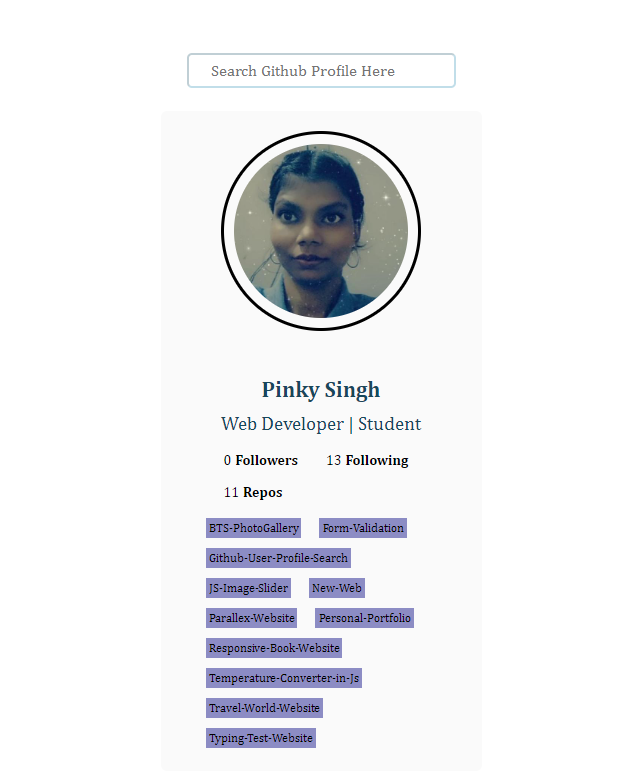 Search Github Profile Here
Pinky Singh
Web Developer | Student
0 Followers 13 Following
11 Repos
BTS-PhotoGallery Form-Validation
Github-User-Profile-Search
JS-Image-Slider New-Web
Parallex-Website Personal-Portfolio
Responsive-Book-Website
Temperature-Converter-in-Js
Travel-World-Website
Typing-Test-Website